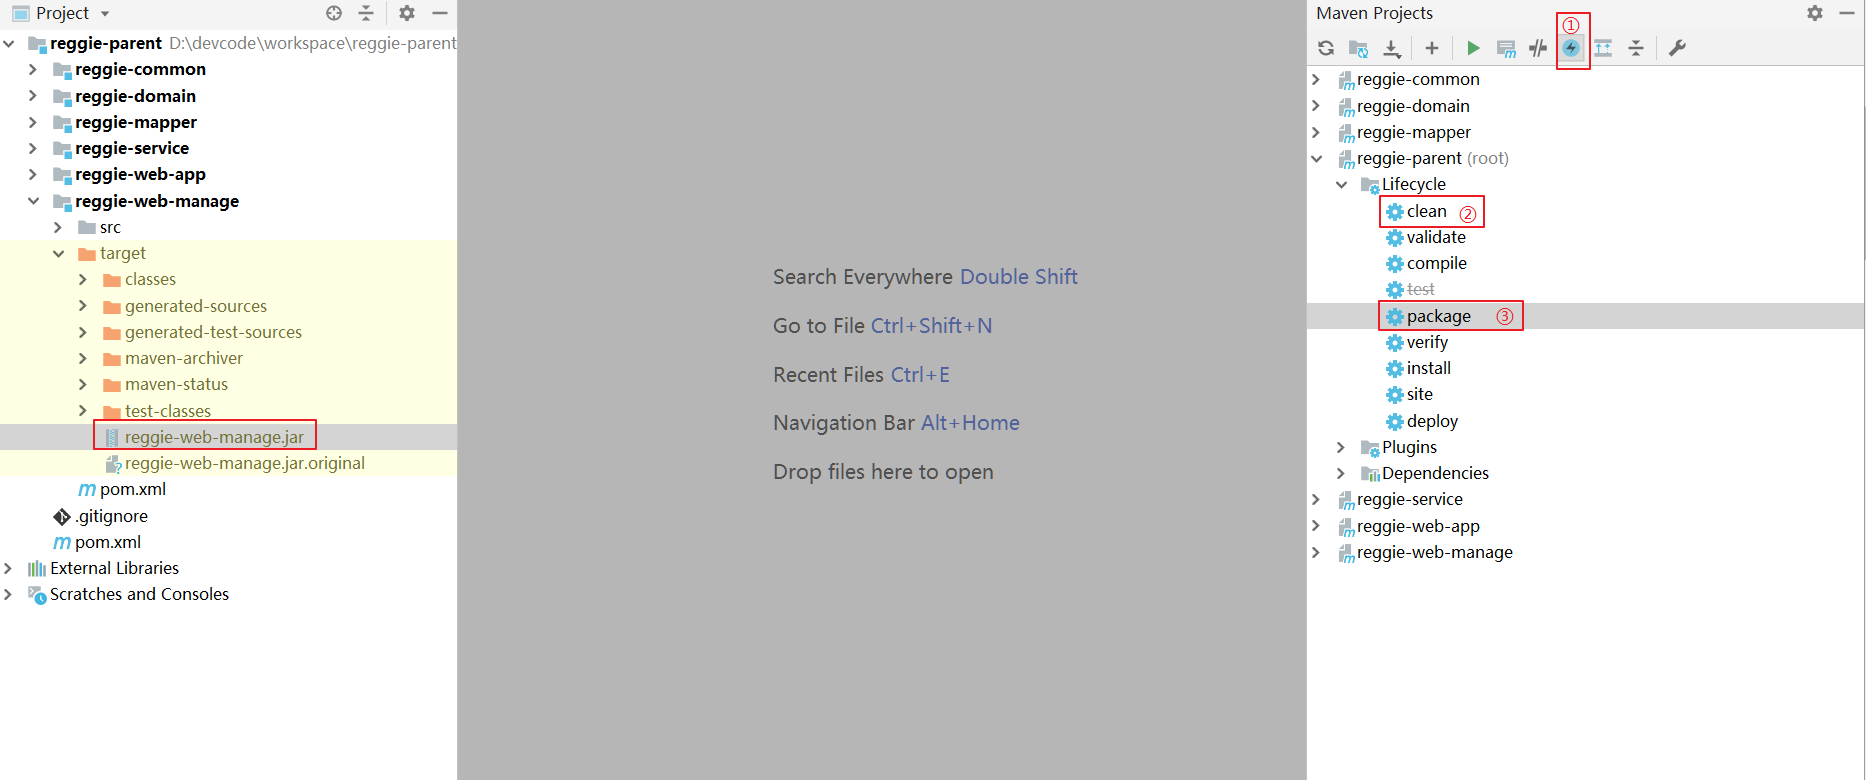 Project
reggie-parent D:\devcode\workspace\reggie-parent
reggie-common
reggie-domain
reggie-mapper
reggie-service
reggie-web-app
reggie-web-manage
src
target
classes
generated-sources
generated-test-sources
maven-archiver
maven-status
test-classes
reggie-web-manage.jar
reggie-web-manage.jar.original
pom.xml
.gitignore
pom.xml
External Libraries
Scratches and Consoles
Search Everywhere Double Shift
Go to File Ctrl+Shift+N
Recent Files Ctrl+E
Navigation Bar Alt+Home
Drop files here to open
Maven Projects
①
reggie-common
reggie-domain
reggie-mapper
reggie-parent (root)
Lifecycle
clean ②
validate
compile
test
package ③
verify
install
site
deploy
Plugins
Dependencies
reggie-service
reggie-web-app
reggie-web-manage